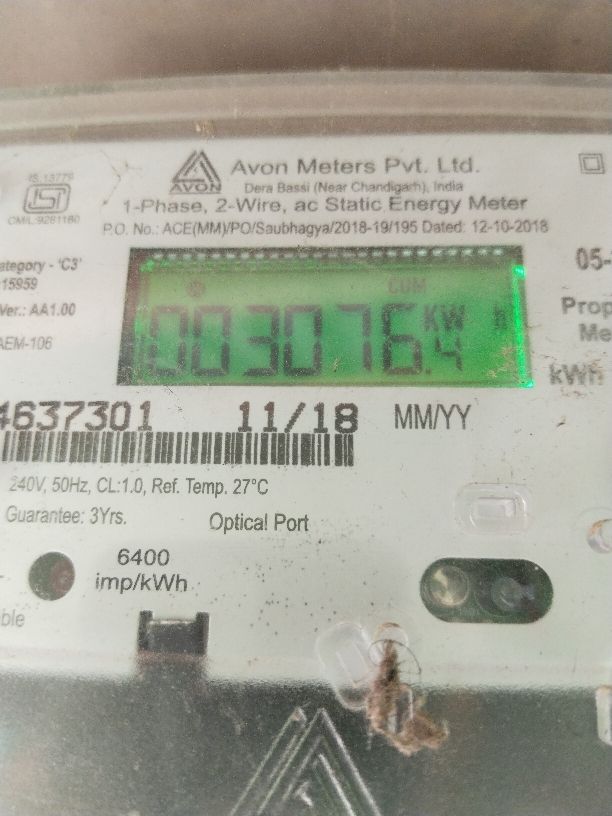 IS 13779
CM/L-9281160
AVON
Avon Meters Pvt. Ltd.
Dera Bassi (Near Chandigarh), India
1-Phase, 2-Wire, ac Static Energy Meter
P.O. No.: ACE(MM)/PO/Saubhagya/2018-19/195 Dated: 12-10-2018
ategory - 'C3'
15959
Ver.: AA1.00
AEM-106
CUM
003076.4 KW
05-
Prop
Me
kWh
4637301 11/18 MM/YY
240V, 50Hz, CL:1.0, Ref. Temp. 27°C
Guarantee: 3Yrs.
Optical Port
6400
imp/kWh
ble